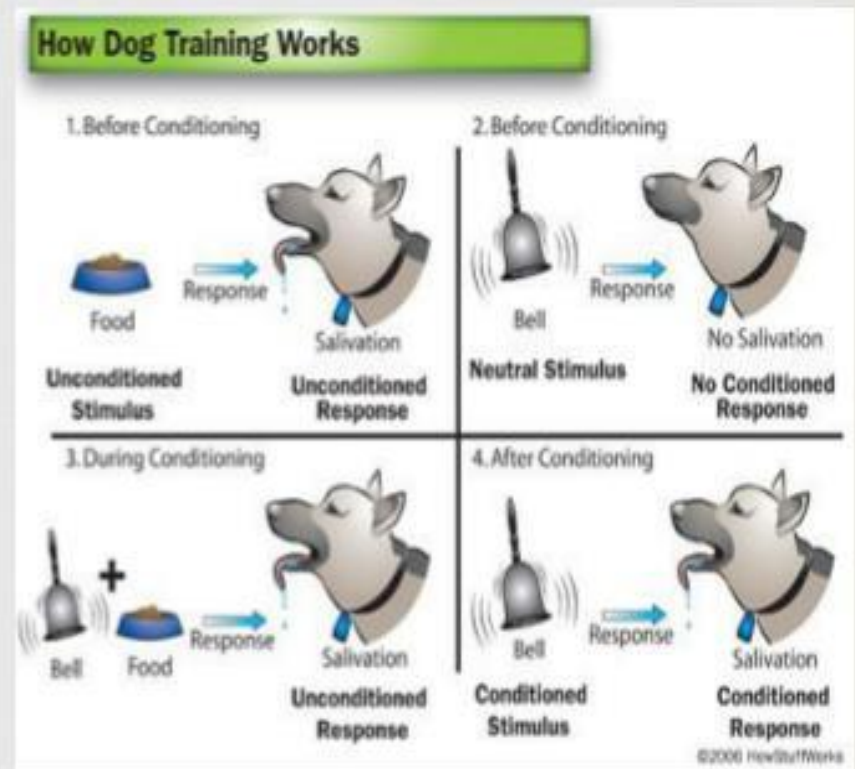 How Dog Training Works
1. Before Conditioning
Response
Food
Salivation
Unconditioned
Stimulus
Unconditioned
Response
2. Before Conditioning
Response
Bell
No Salivation
Neutral Stimulus
No Conditioned
Response
3. During Conditioning
+
Response
Bell
Food
Salivation
Unconditioned
Response
4. After Conditioning
Response
Bell
Salivation
Conditioned
Stimulus
Conditioned
Response
©2006 HowStuffWorks